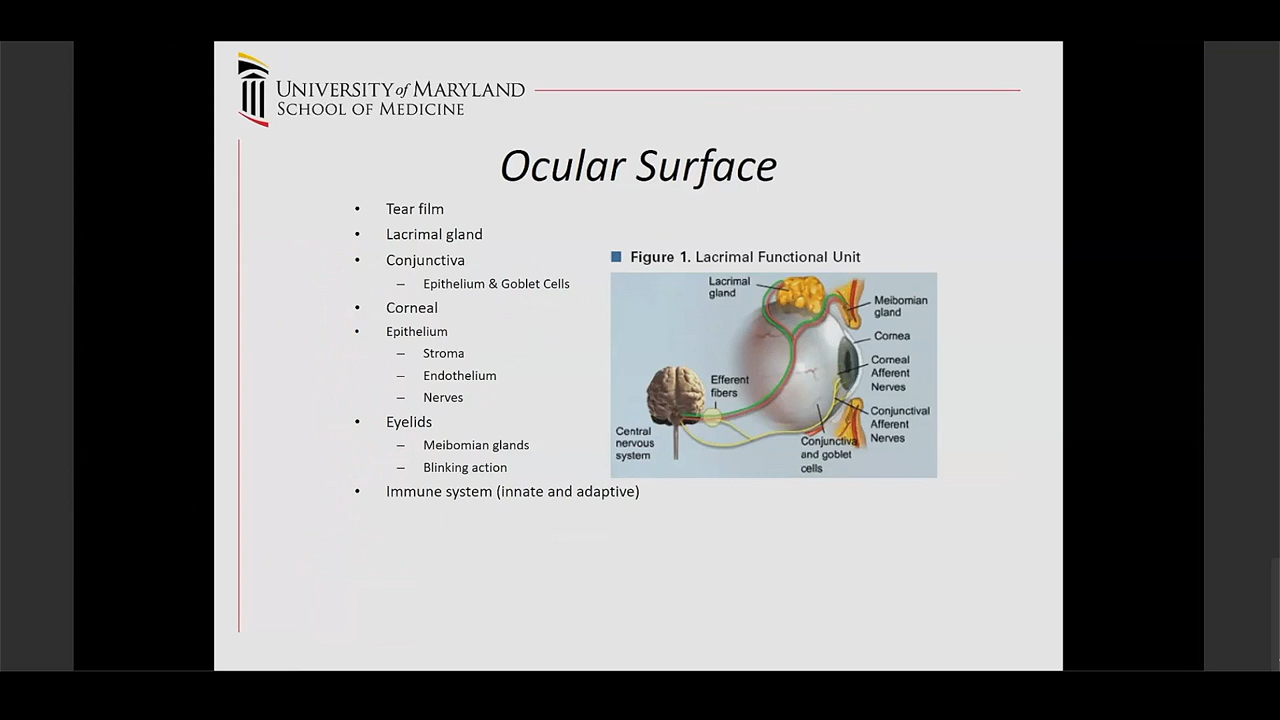 UNIVERSITY of MARYLAND
SCHOOL OF MEDICINE
Ocular Surface
• Tear film
• Lacrimal gland
• Conjunctiva
– Epithelium & Goblet Cells
• Corneal
• Epithelium
– Stroma
– Endothelium
– Nerves
• Eyelids
– Meibomian glands
– Blinking action
• Immune system (innate and adaptive)
Figure 1. Lacrimal Functional Unit
Lacrimal
gland
Meibomian
gland
Cornea
Corneal
Afferent
Nerves
Efferent
fibers
Conjunctival
Afferent
Nerves
Central
nervous
system
Conjunctiva
and goblet
cells